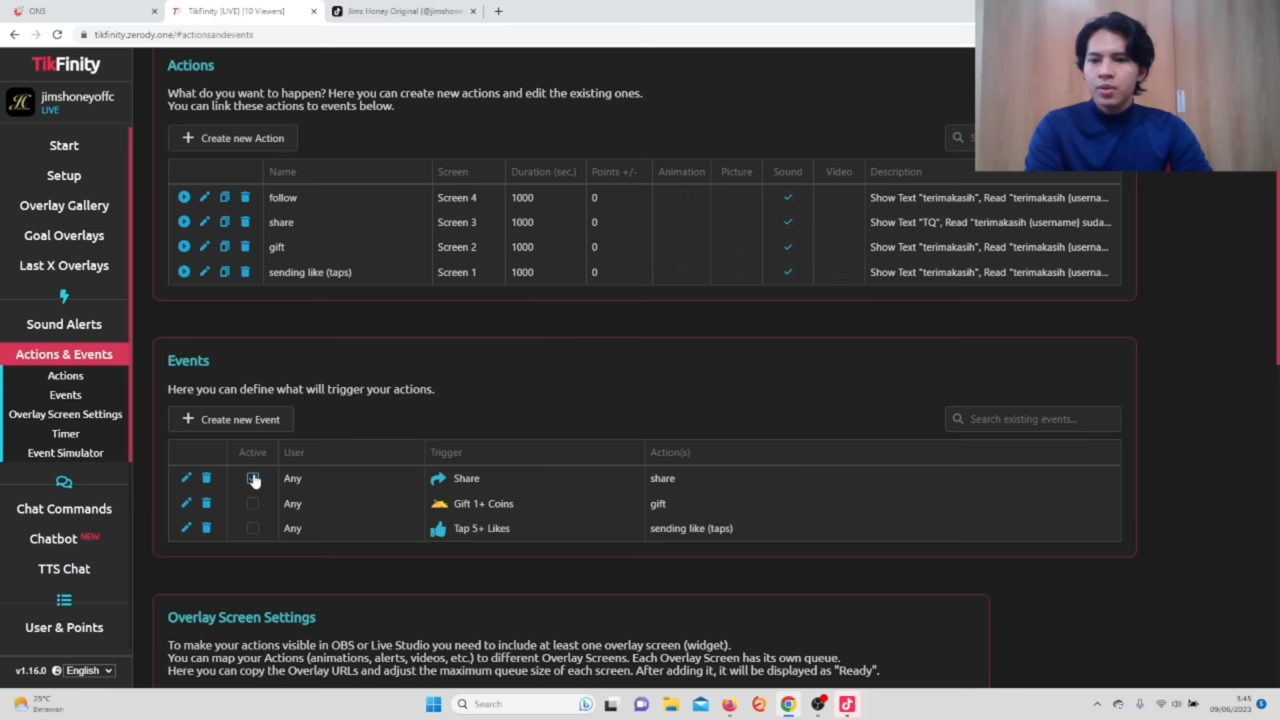 ONS
TikFinity [LIVE] [10 Viewers]
Jims Honey Original (@jimshone
tikfinity.zerody.one/#actionsandevents
TikFinity
jimshoneyoffc
LIVE
Start
Setup
Overlay Gallery
Goal Overlays
Last X Overlays
Sound Alerts
Actions & Events
Actions
Events
Overlay Screen Settings
Timer
Event Simulator
Chat Commands
Chatbot NEW
TTS Chat
User & Points
v1.16.0 English
Actions
What do you want to happen? Here you can create new actions and edit the existing ones.
You can link these actions to events below.
+ Create new Action
Name Screen Duration (sec.) Points +/- Animation Picture Sound Video Description
follow Screen 4 1000 0 Show Text "terimakasih", Read "terimakasih {userna...
share Screen 3 1000 0 Show Text "TQ", Read "terimakasih {username} suda...
gift Screen 2 1000 0 Show Text "terimakasih", Read "terimakasih {userna...
sending like (taps) Screen 1 1000 0 Show Text "terimakasih", Read "terimakasih {userna...
Events
Here you can define what will trigger your actions.
+ Create new Event
Search existing events...
Active User Trigger Action(s)
Any Share share
Any Gift 1+ Coins gift
Any Tap 5+ Likes sending like (taps)
Overlay Screen Settings
To make your actions visible in OBS or Live Studio you need to include at least one overlay screen (widget).
You can map your Actions (animations, alerts, videos, etc.) to different Overlay Screens. Each Overlay Screen has its own queue.
Here you can copy the Overlay URLs and adjust the maximum queue size of each screen. After adding it, it will be displayed as "Ready".
25°C
Berawan
Search
3:45
09/06/2023